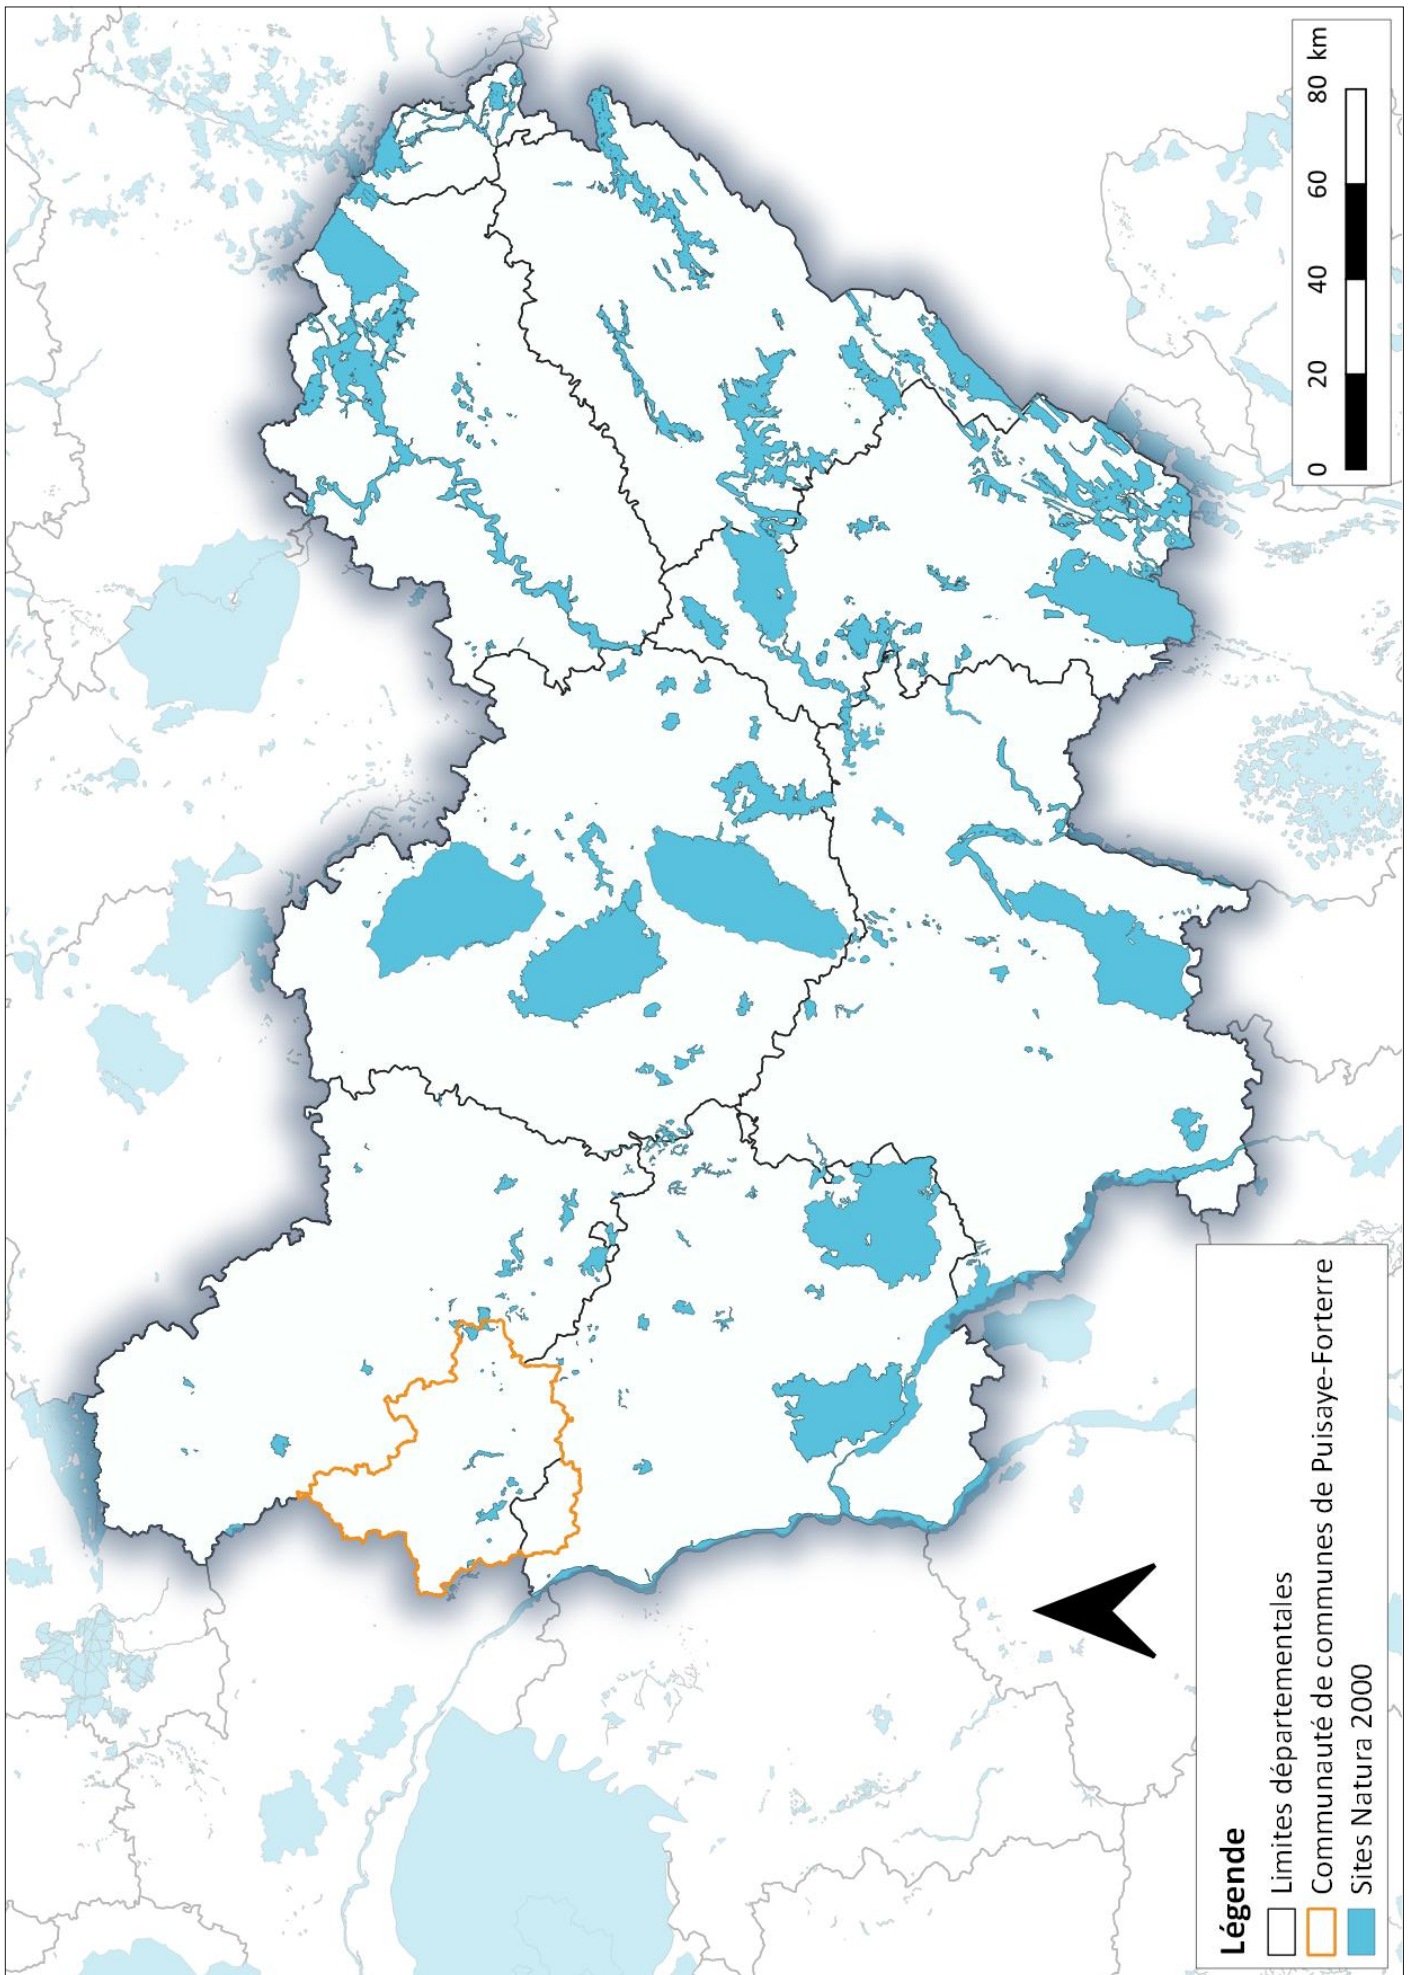 Légende
Limites départementales
Communauté de communes de Puisaye-Forterre
Sites Natura 2000
0 20 40 60 80 km